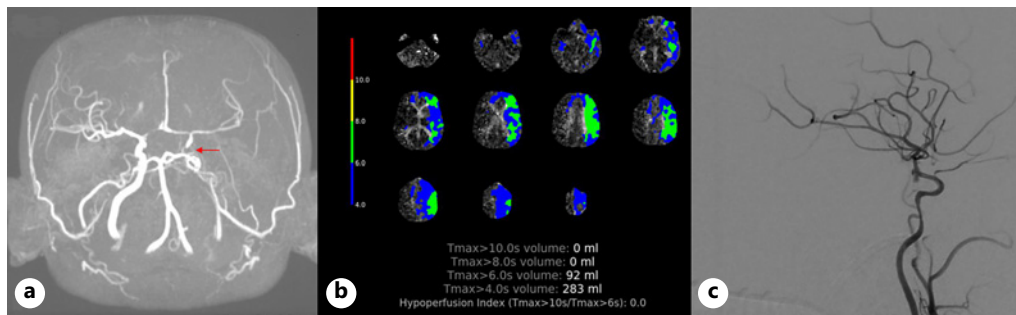 10.0
8.0
6.0
4.0
Tmax>10.0s volume: 0 ml
Tmax>8.0s volume: 0 ml
Tmax>6.0s volume: 92 ml
Tmax>4.0s volume: 283 ml
Hypoperfusion Index (Tmax>10s/Tmax>6s): 0.0
a
b
c